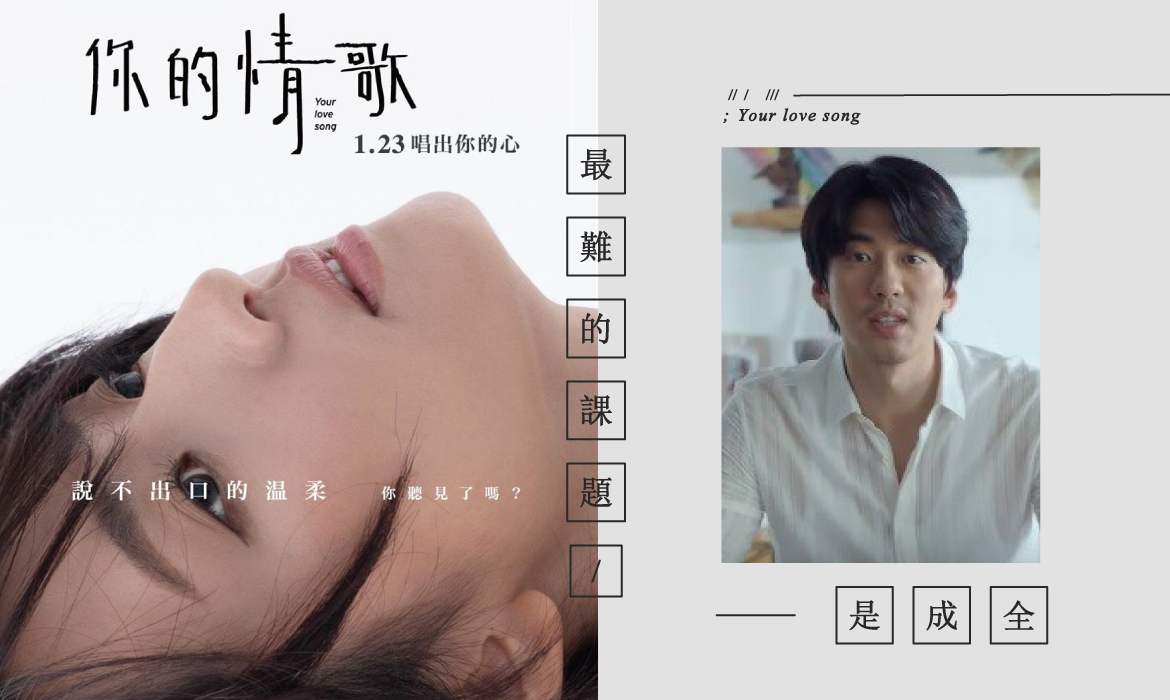 你的情歌
Your
love
song
1.23 唱出你的心
說不出口的溫柔 你聽見了嗎？
最難的課題/
// / ///
; Your love song
是成全